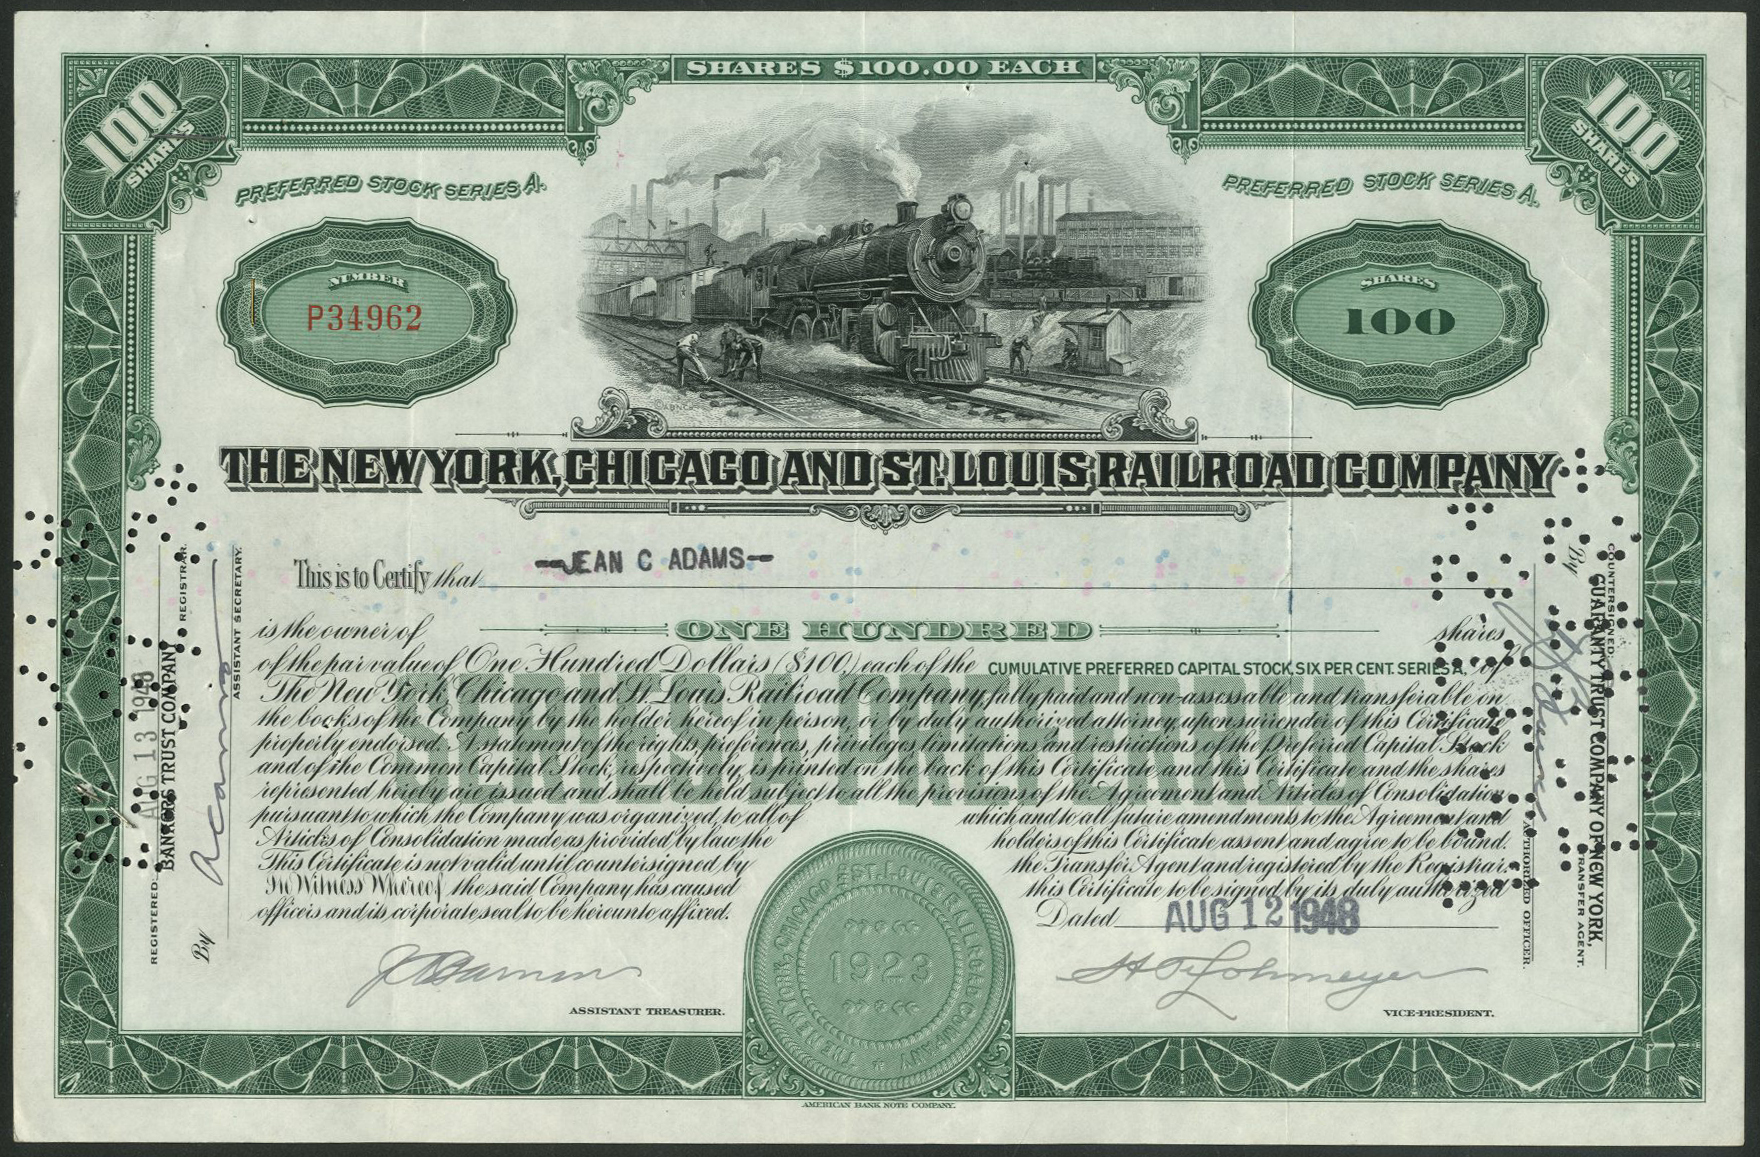 SHARES $100.00 EACH
100 SHARES
100 SHARES
PREFERRED STOCK SERIES A.
PREFERRED STOCK SERIES A.
NUMBER
P34962
SHARES
100
THE NEW YORK, CHICAGO AND ST. LOUIS RAILROAD COMPANY
This is to Certify that --JEAN C ADAMS--
is the owner of ONE HUNDRED shares
of the par value of One Hundred Dollars ($100) each of the CUMULATIVE PREFERRED CAPITAL STOCK, SIX PER CENT. SERIES A, of
The New York, Chicago and St. Louis Railroad Company, fully paid and non-assessable and transferable on
the books of the Company by the holder hereof in person, or by duly authorized attorney, upon surrender of this Certificate
properly endorsed. A statement of the rights, preferences, privileges, limitations and restrictions of the Preferred Capital Stock
and of the Common Capital Stock, respectively, is printed on the back of this Certificate, and this Certificate and the shares
represented hereby are issued and shall be held subject to all the provisions of the Agreement and Articles of Consolidation
pursuant to which the Company was organized, to all of which and to all future amendments to the Agreement and
Articles of Consolidation made as provided by law the holders of this Certificate assent and agree to be bound.
This Certificate is not valid until countersigned by the Transfer Agent and registered by the Registrar.
In Witness Whereof, the said Company has caused this Certificate to be signed by its duly authorized
officers and its corporate seal to be hereunto affixed. Dated AUG 12 1948
SERIES A PREFERRED
J C Barman
ASSISTANT TREASURER.
H F Lohmeyer
VICE-PRESIDENT.
THE NEW YORK, CHICAGO AND ST. LOUIS RAILROAD COMPANY
1923
REGISTERED:
AUG 13 1948
BANKERS TRUST COMPANY
REGISTRAR.
By
ASSISTANT SECRETARY.
COUNTERSIGNED:
GUARANTY TRUST COMPANY OF NEW YORK,
TRANSFER AGENT.
By
AUTHORIZED OFFICER.
AMERICAN BANK NOTE COMPANY.